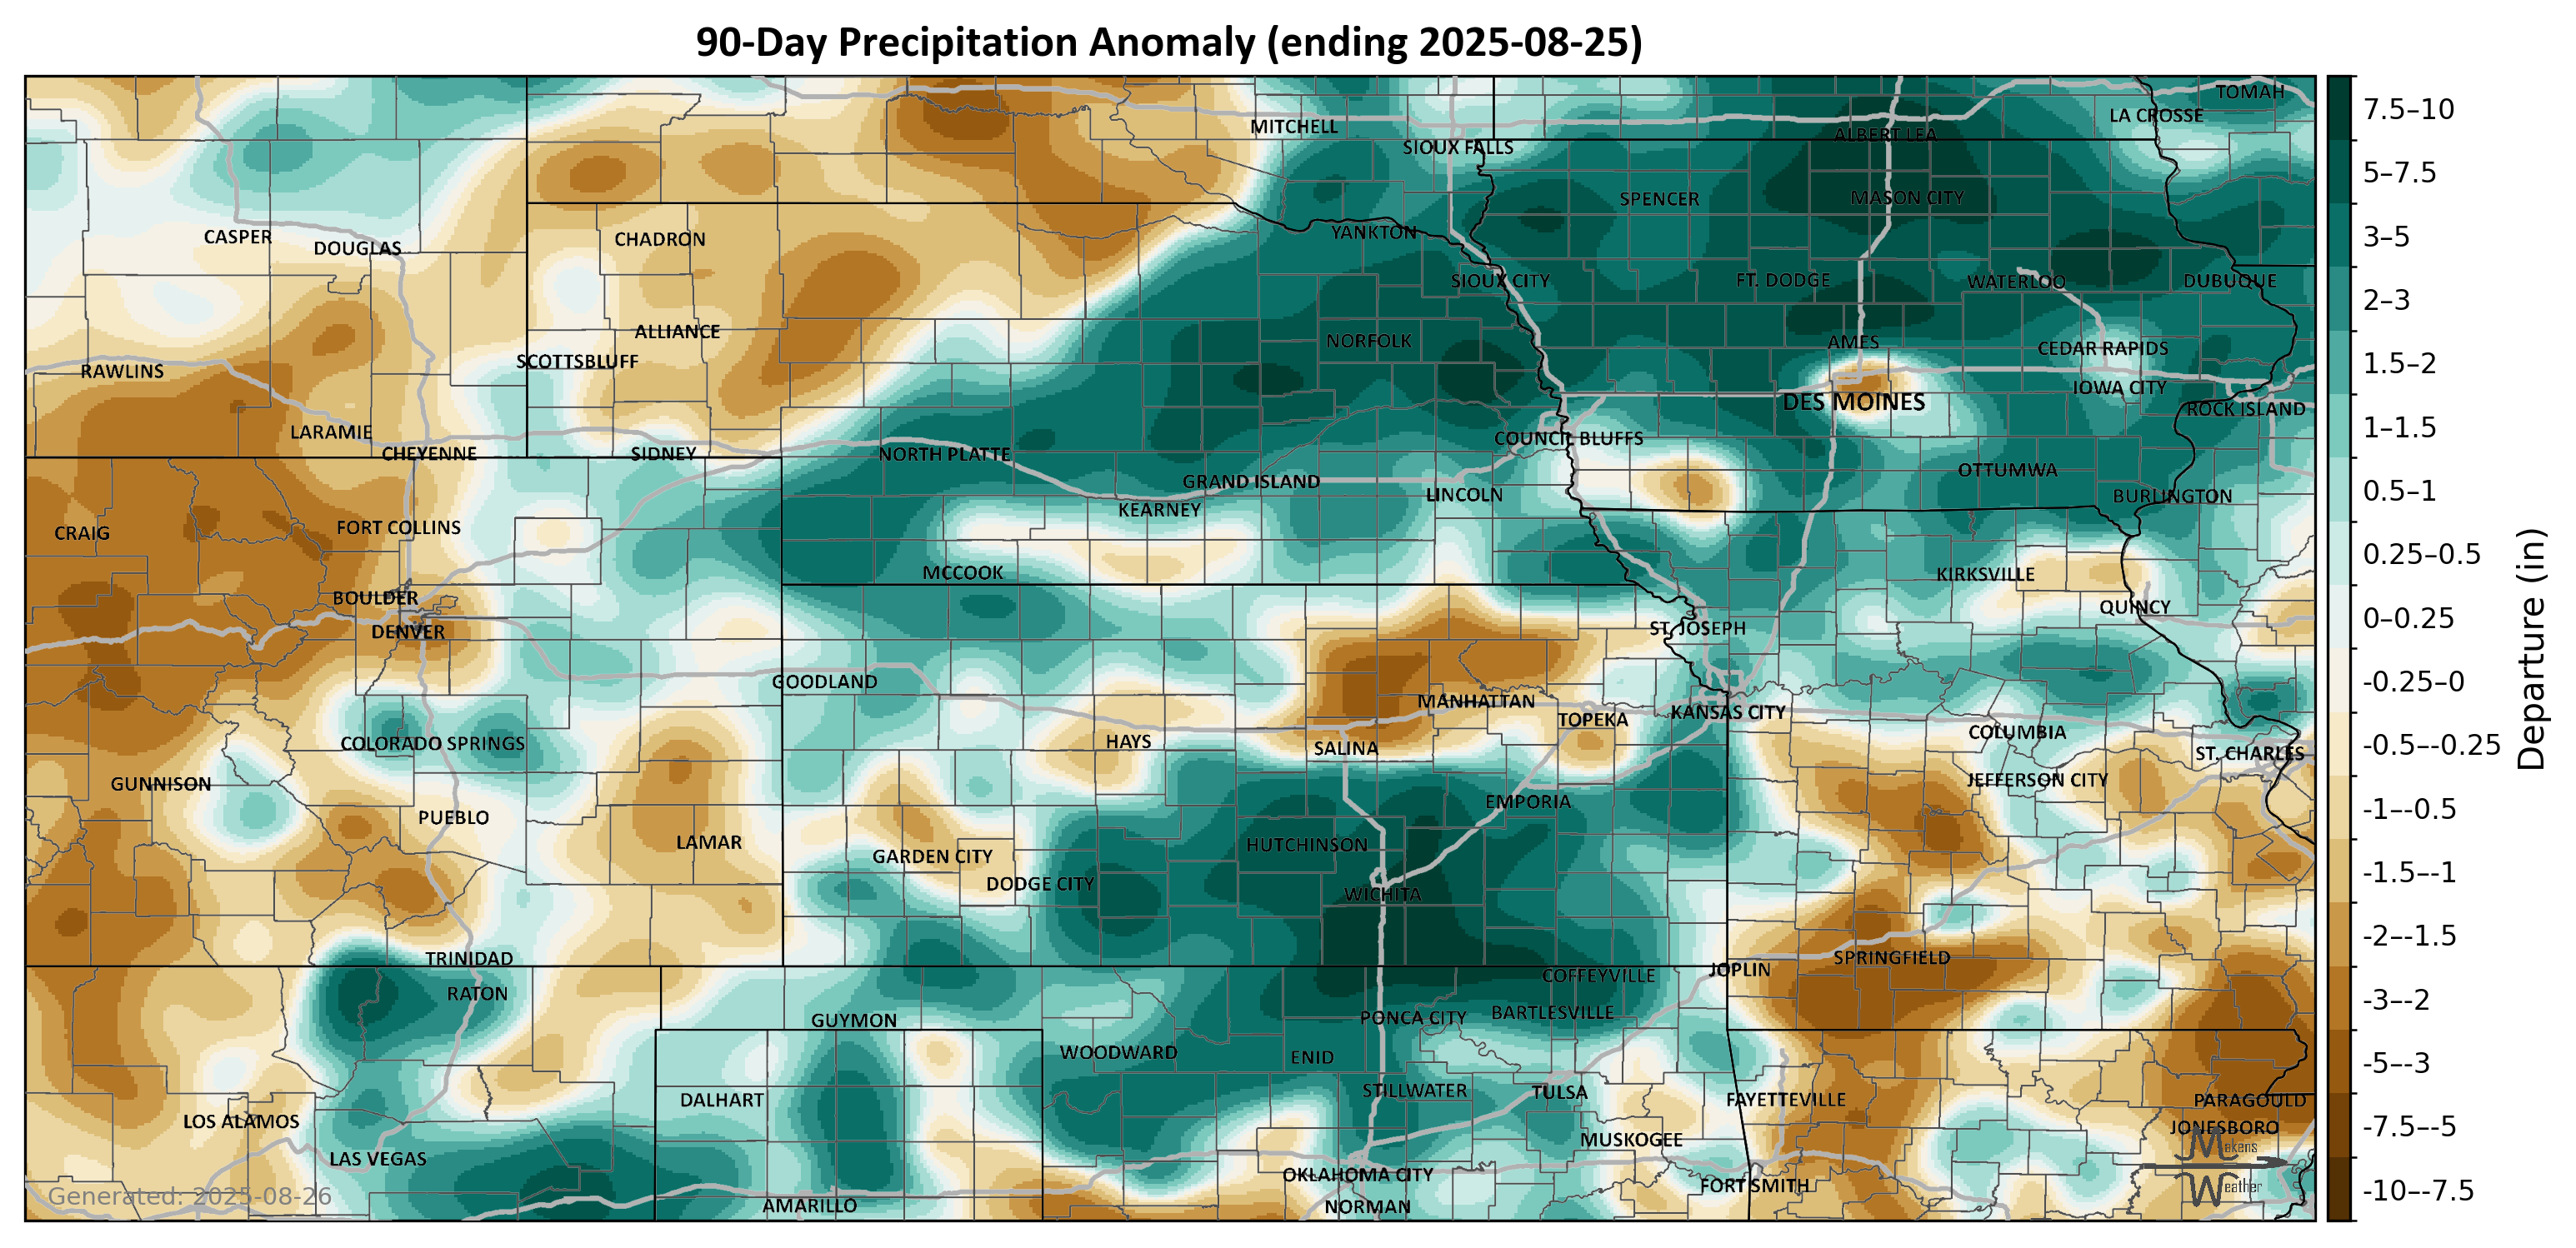 90-Day Precipitation Anomaly (ending 2025-08-25)
TOMAH
LA CROSSE
MITCHELL
ALBERT LEA
SIOUX FALLS
SPENCER
MASON CITY
CASPER
DOUGLAS
CHADRON
YANKTON
SIOUX CITY
FT. DODGE
WATERLOO
DUBUQUE
ALLIANCE
NORFOLK
AMES
CEDAR RAPIDS
SCOTTSBLUFF
RAWLINS
IOWA CITY
DES MOINES
ROCK ISLAND
LARAMIE
COUNCIL BLUFFS
CHEYENNE
SIDNEY
NORTH PLATTE
OTTUMWA
GRAND ISLAND
LINCOLN
BURLINGTON
KEARNEY
CRAIG
FORT COLLINS
MCCOOK
KIRKSVILLE
BOULDER
QUINCY
DENVER
ST. JOSEPH
GOODLAND
MANHATTAN
TOPEKA
KANSAS CITY
COLUMBIA
COLORADO SPRINGS
HAYS
SALINA
ST. CHARLES
GUNNISON
JEFFERSON CITY
EMPORIA
PUEBLO
LAMAR
HUTCHINSON
GARDEN CITY
DODGE CITY
WICHITA
TRINIDAD
SPRINGFIELD
JOPLIN
COFFEYVILLE
RATON
BARTLESVILLE
GUYMON
PONCA CITY
WOODWARD
ENID
STILLWATER
TULSA
DALHART
FAYETTEVILLE
PARAGOULD
LOS ALAMOS
JONESBORO
MUSKOGEE
LAS VEGAS
OKLAHOMA CITY
FORT SMITH
AMARILLO
NORMAN
Generated: 2025-08-26
Makens
Weather
7.5–10
5–7.5
3–5
2–3
1.5–2
1–1.5
0.5–1
0.25–0.5
0–0.25
-0.25–0
-0.5–-0.25
-1–-0.5
-1.5–-1
-2–-1.5
-3–-2
-5–-3
-7.5–-5
-10–-7.5
Departure (in)